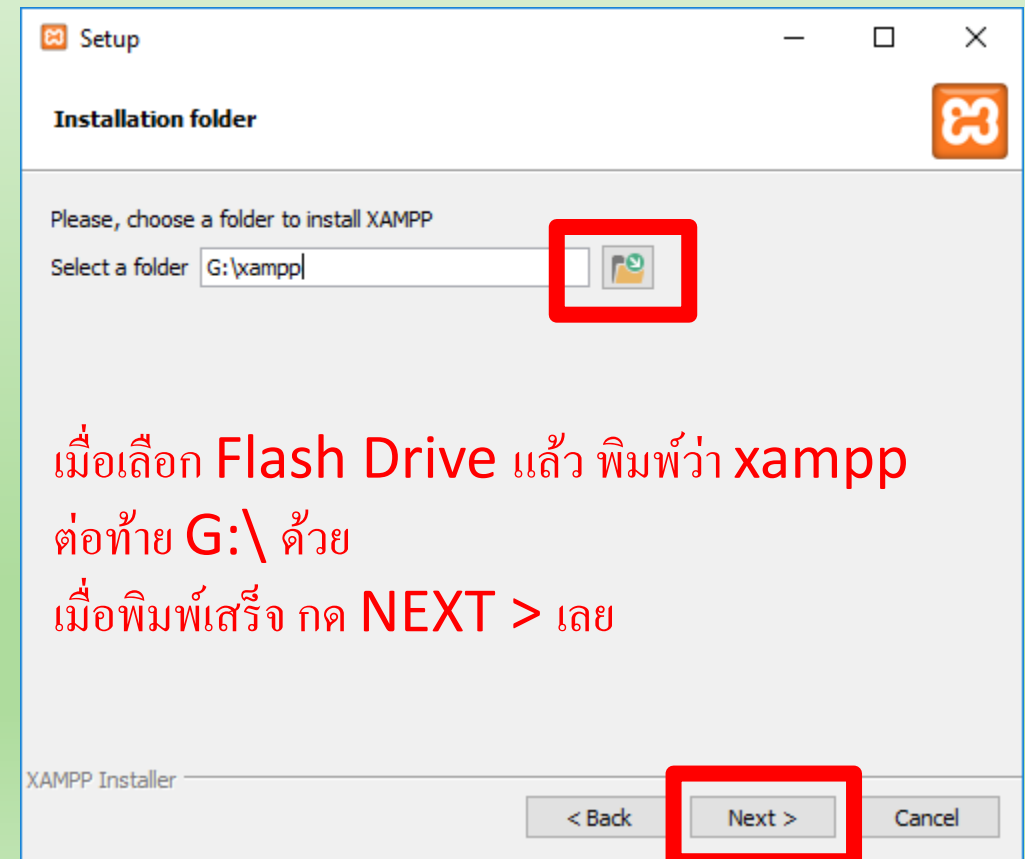 Setup
Installation folder
Please, choose a folder to install XAMPP
Select a folder G:\xampp
เมื่อเลือก Flash Drive แล้ว พิมพ์ว่า xampp
ต่อท้าย G:\ ด้วย
เมื่อพิมพ์เสร็จ กด NEXT > เลย
XAMPP Installer
< Back Next > Cancel